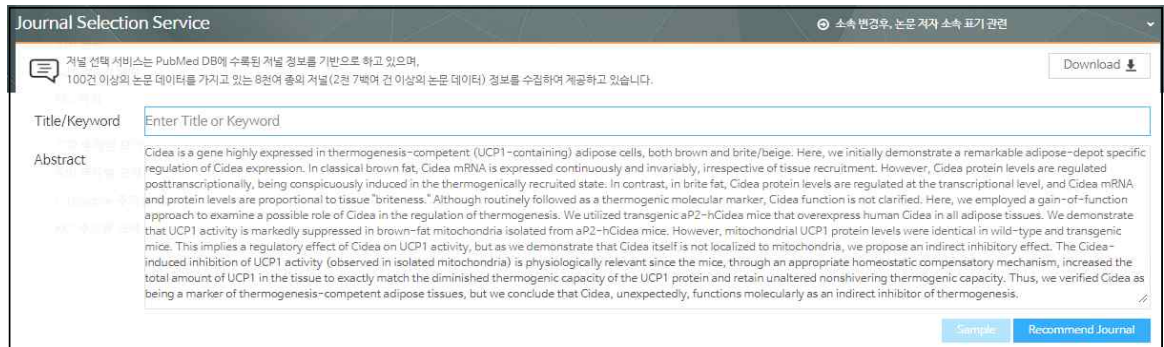 Journal Selection Service
소속 변경후, 논문 저자 소속 표기 관련
저널 선택 서비스는 PubMed DB에 수록된 저널 정보를 기반으로 하고 있으며,
100건 이상의 논문 데이터를 가지고 있는 8천여 종의 저널(2천 7백여 건 이상의 논문 데이터) 정보를 수집하여 제공하고 있습니다.
Download
Title/Keyword
Enter Title or Keyword
Abstract
Cidea is a gene highly expressed in thermogenesis-competent (UCP1-containing) adipose cells, both brown and brite/beige. Here, we initially demonstrate a remarkable adipose-depot specific
regulation of Cidea expression. In classical brown fat, Cidea mRNA is expressed continuously and invariably, irrespective of tissue recruitment. However, Cidea protein levels are regulated
posttranscriptionally, being conspicuously induced in the thermogenically recruited state. In contrast, in brite fat, Cidea protein levels are regulated at the transcriptional level, and Cidea mRNA
and protein levels are proportional to tissue "briteness." Although routinely followed as a thermogenic molecular marker, Cidea function is not clarified. Here, we employed a gain-of-function
approach to examine a possible role of Cidea in the regulation of thermogenesis. We utilized transgenic aP2-hCidea mice that overexpress human Cidea in all adipose tissues. We demonstrate
that UCP1 activity is markedly suppressed in brown-fat mitochondria isolated from aP2-hCidea mice. However, mitochondrial UCP1 protein levels were identical in wild-type and transgenic
mice. This implies a regulatory effect of Cidea on UCP1 activity, but as we demonstrate that Cidea itself is not localized to mitochondria, we propose an indirect inhibitory effect. The Cidea-
induced inhibition of UCP1 activity (observed in isolated mitochondria) is physiologically relevant since the mice, through an appropriate homeostatic compensatory mechanism, increased the
total amount of UCP1 in the tissue to exactly match the diminished thermogenic capacity of the UCP1 protein and retain unaltered nonshivering thermogenic capacity. Thus, we verified Cidea as
being a marker of thermogenesis-competent adipose tissues, but we conclude that Cidea, unexpectedly, functions molecularly as an indirect inhibitor of thermogenesis.
Sample
Recommend Journal